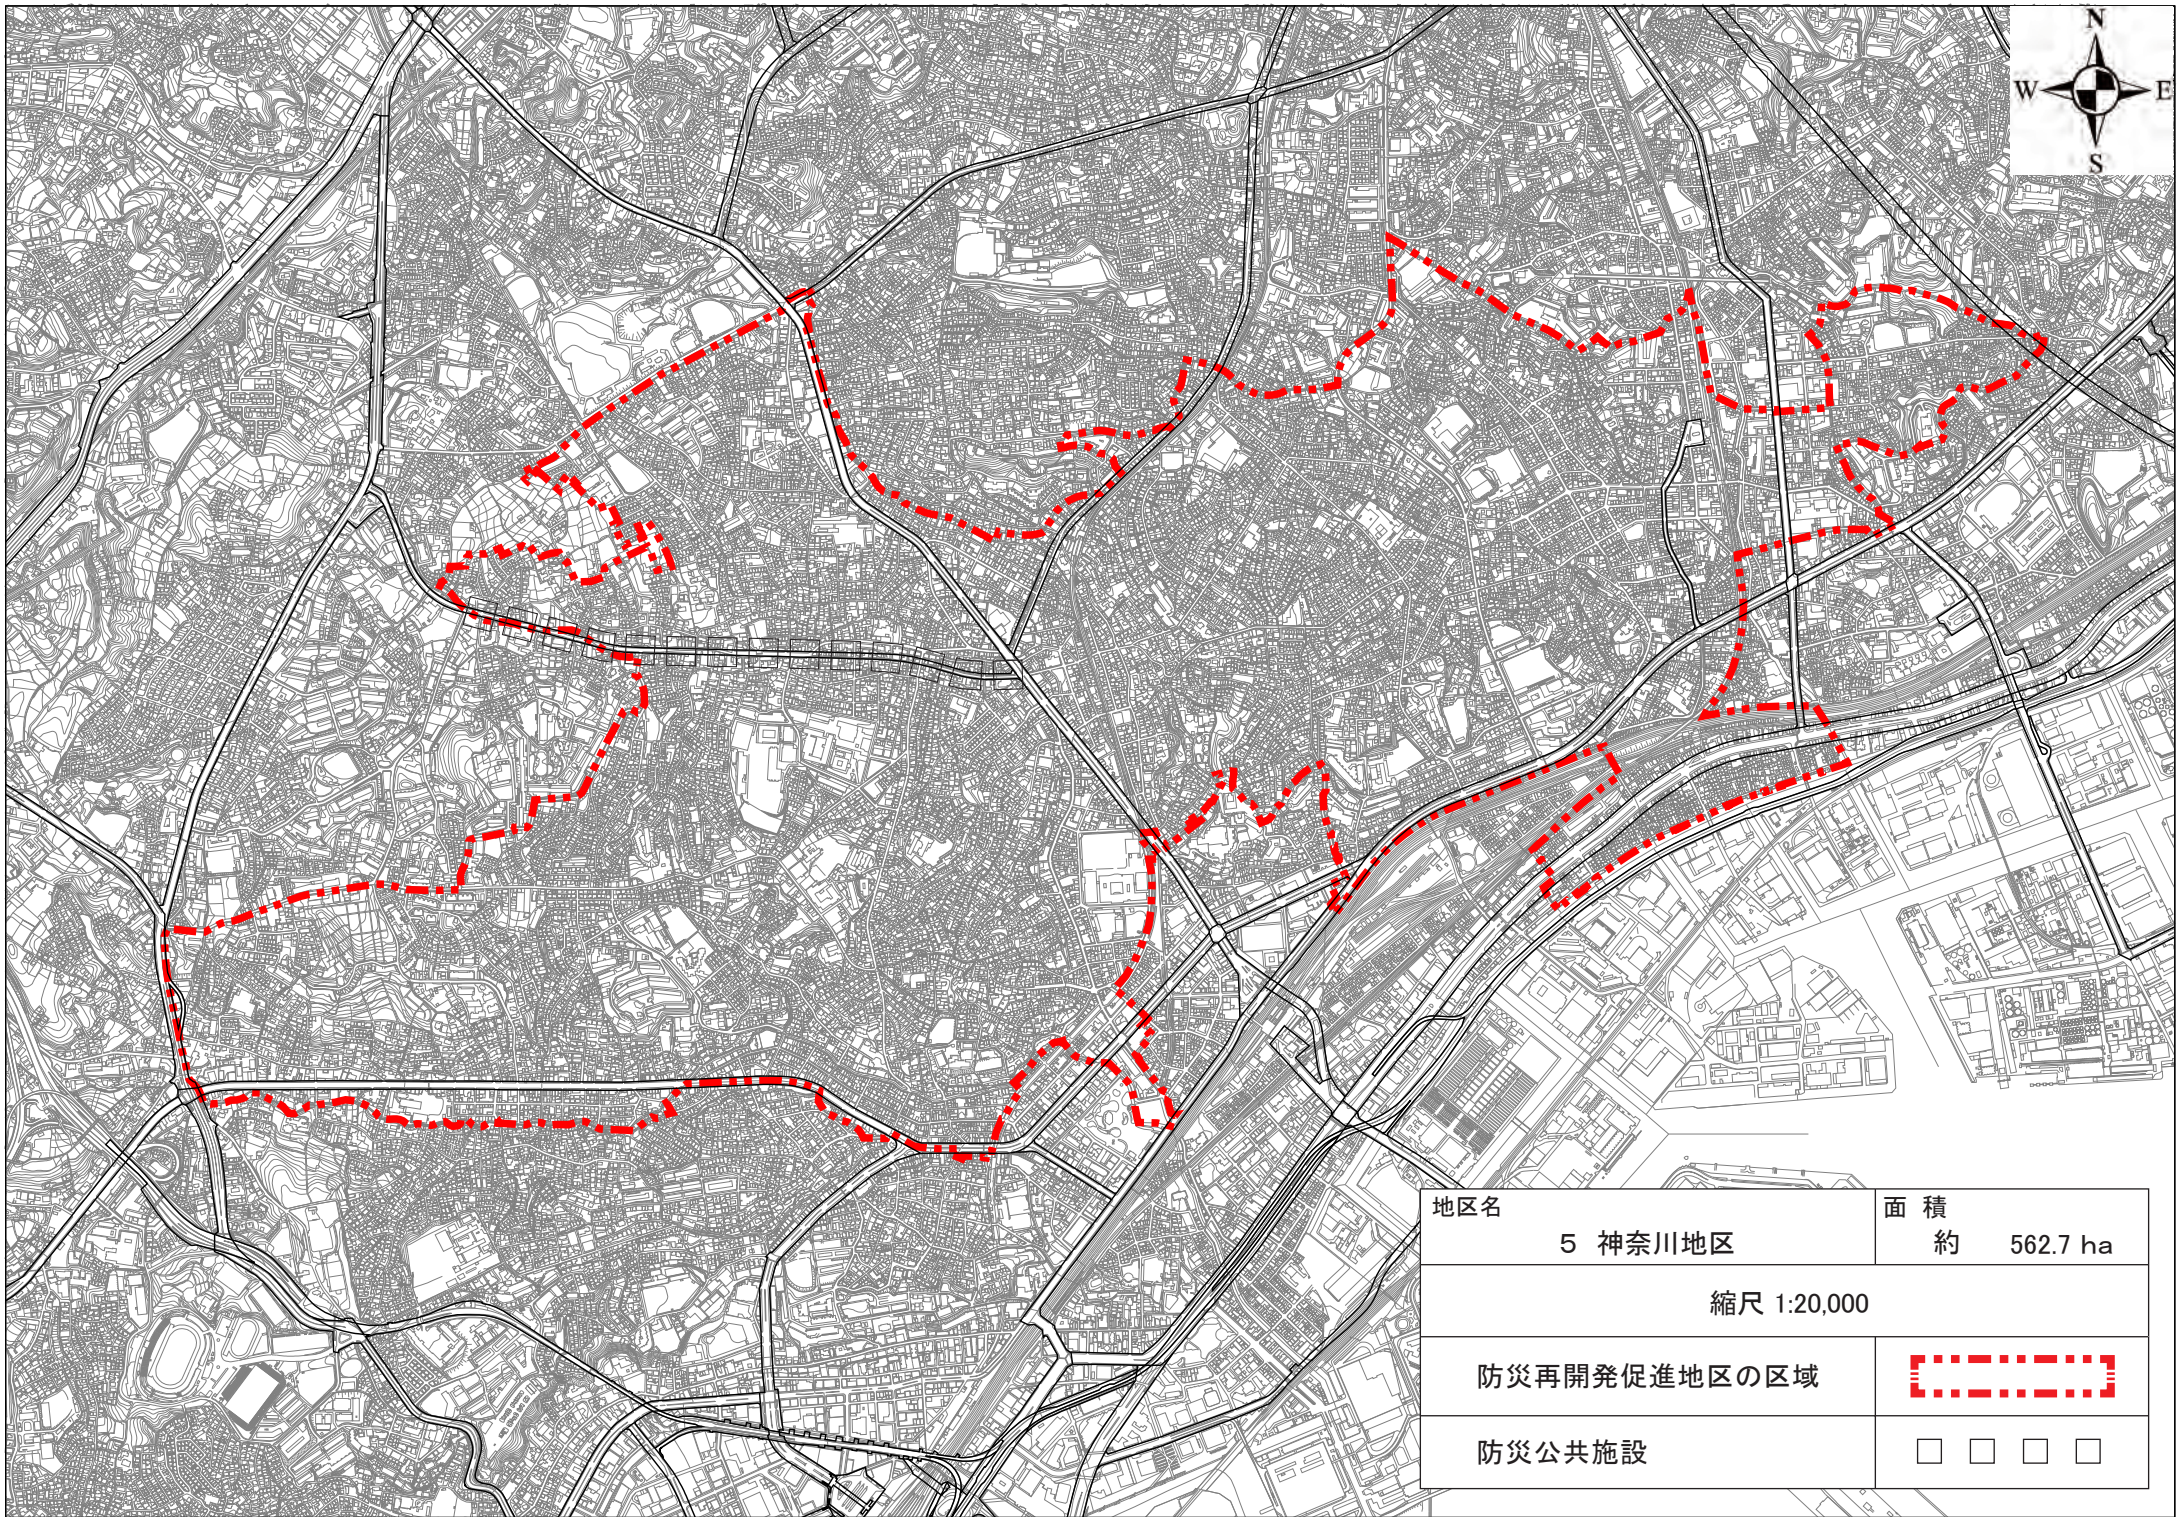 N
W E
S
地区名
5 神奈川地区
面 積
約 562.7 ha
縮尺 1:20,000
防災再開発促進地区の区域
防災公共施設